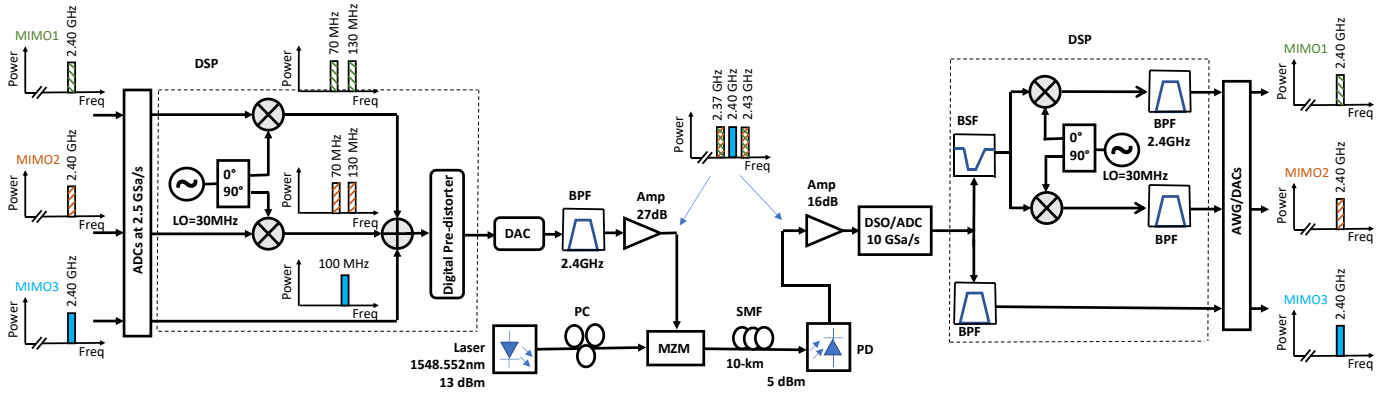 MIMO1
Power
2.40 GHz
Freq
MIMO2
Power
2.40 GHz
Freq
MIMO3
Power
2.40 GHz
Freq
ADCs at 2.5 GSa/s
DSP
Power
70 MHz
130 MHz
Freq
0°
90°
LO=30MHz
Power
70 MHz
130 MHz
Freq
100 MHz
Power
Freq
Digital Pre-distorter
DAC
BPF
2.4GHz
Amp
27dB
Laser
1548.552nm
13 dBm
PC
MZM
SMF
10-km
5 dBm
PD
Power
2.37 GHz
2.40 GHz
2.43 GHz
Freq
Amp
16dB
DSO/ADC
10 GSa/s
DSP
BSF
BPF
0°
90°
LO=30MHz
BPF
2.4GHz
BPF
AWG/DACs
MIMO1
Power
2.40 GHz
Freq
MIMO2
Power
2.40 GHz
Freq
MIMO3
Power
2.40 GHz
Freq